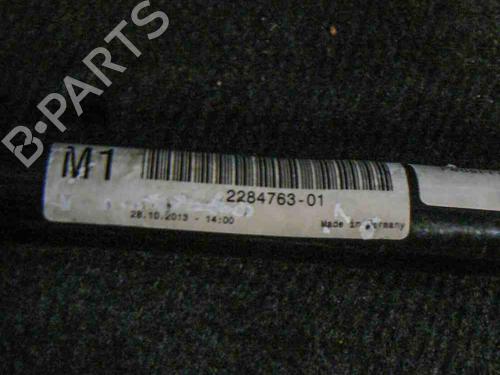 B-PARTS
M1
2284763-01
28.10.2013 - 14:00
Made in Germany